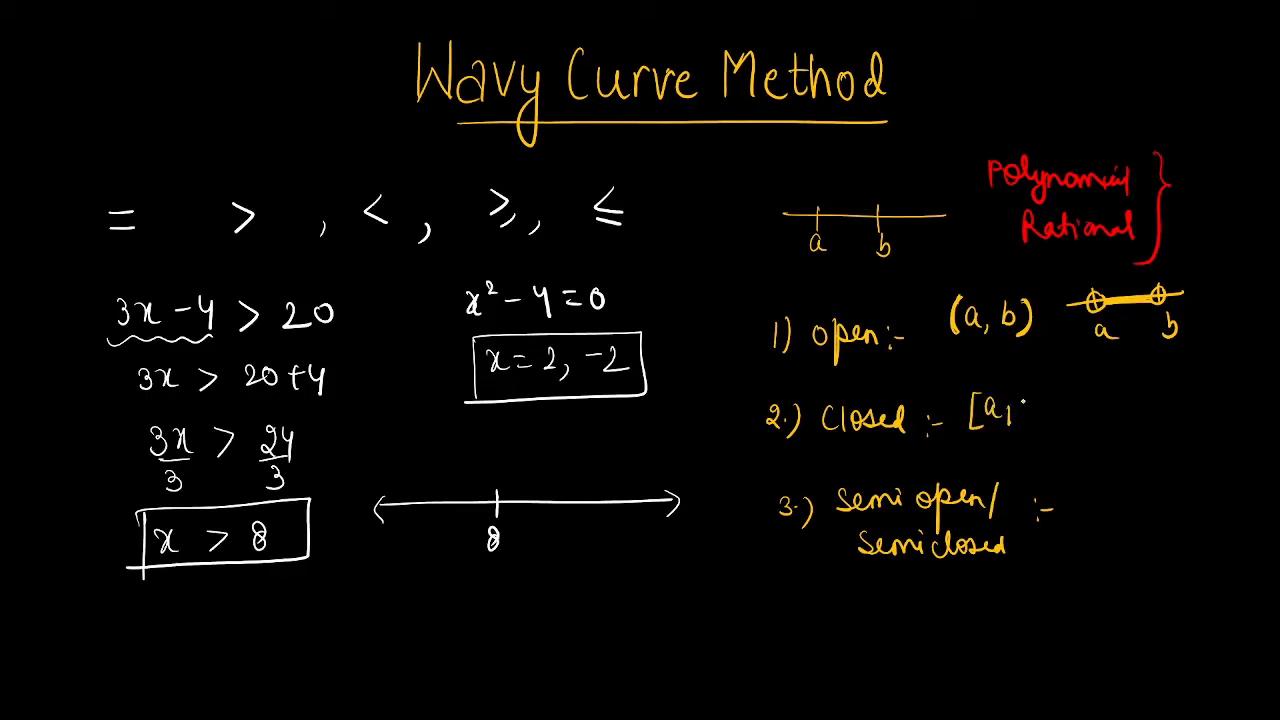 Wavy Curve Method
= > , < , ≥, , ≤
3x - 4 > 20
3x > 20 + 4
3x/3 > 24/3
x > 8
x² - 4 = 0
x = 2, -2
8
Polynomial
Rational
a b
1) open :- (a, b)
a b
2.) Closed :- [a,
3.) Semi open/ :-
Semi closed